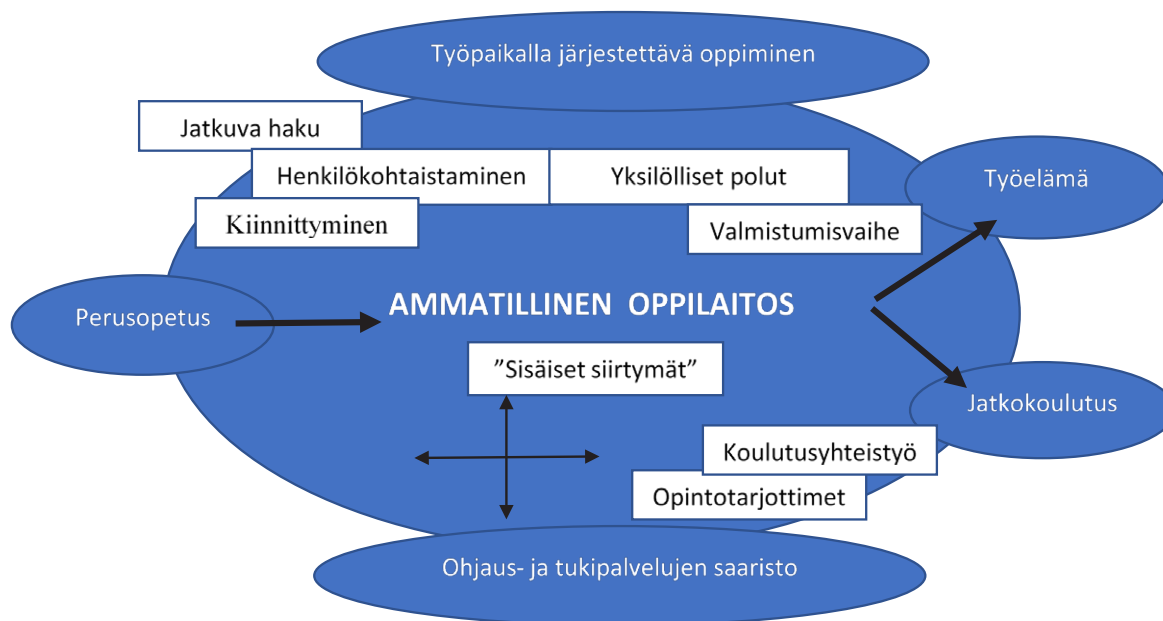 Työpaikalla järjestettävä oppiminen
Jatkuva haku
Henkilökohtaistaminen
Yksilölliset polut
Työelämä
Kiinnittyminen
Valmistumisvaihe
Perusopetus
AMMATILLINEN OPPILAITOS
”Sisäiset siirtymät”
Jatkokoulutus
Koulutusyhteistyö
Opintotarjottimet
Ohjaus- ja tukipalvelujen saaristo